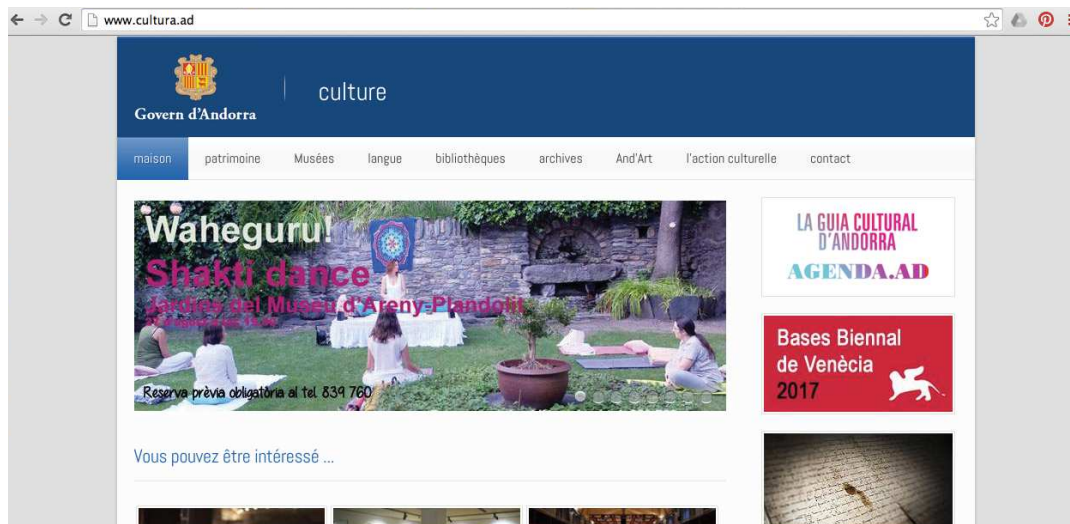 www.cultura.ad
Govern d'Andorra
culture
maison patrimoine Musées langue bibliothèques archives And'Art l'action culturelle contact
Waheguru!
Shakti dance
Jardins del Museu d'Areny-Plandolit
Reserva prèvia obligatòria al tel. 839 760
LA GUIA CULTURAL
D'ANDORRA
AGENDA.AD
Bases Biennal
de Venècia
2017
Vous pouvez être intéressé ...